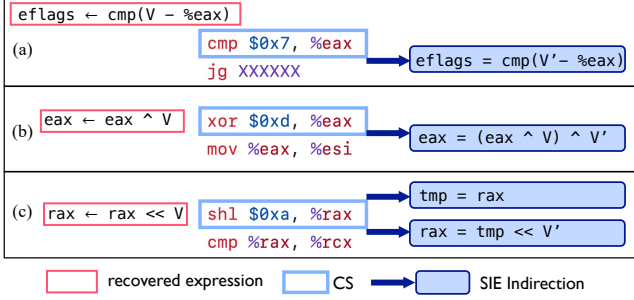 eflags ← cmp(V - %eax)
(a)
cmp $0x7, %eax
jg XXXXXX
eflags = cmp(V’- %eax)
(b)
eax ← eax ^ V
xor $0xd, %eax
mov %eax, %esi
eax = (eax ^ V) ^ V’
(c)
rax ← rax << V
shl $0xa, %rax
cmp %rax, %rcx
tmp = rax
rax = tmp << V’
recovered expression
CS
SIE Indirection